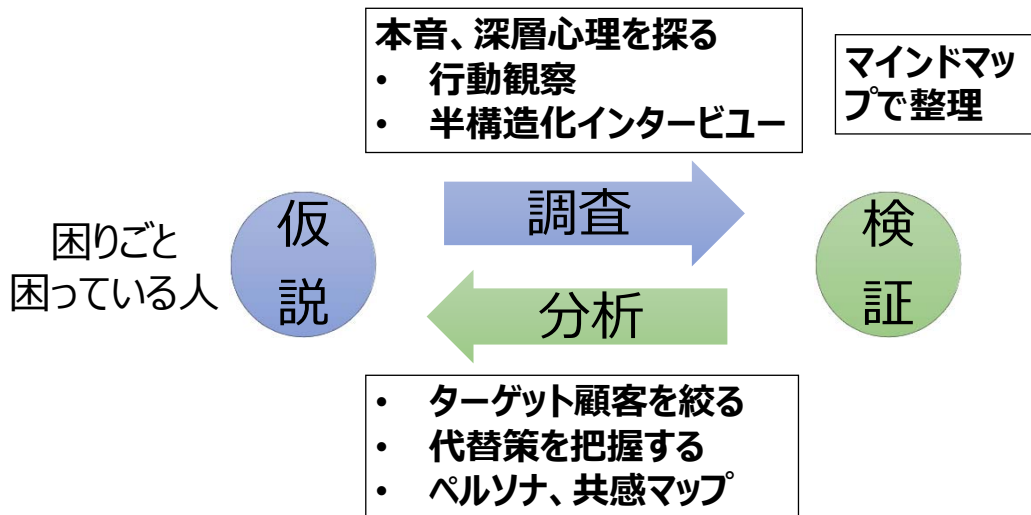 本音、深層心理を探る
• 行動観察
• 半構造化インタービユー
マインドマッ
プで整理
困りごと
困っている人
仮
説
調査
検
証
分析
• ターゲット顧客を絞る
• 代替策を把握する
• ペルソナ、共感マップ